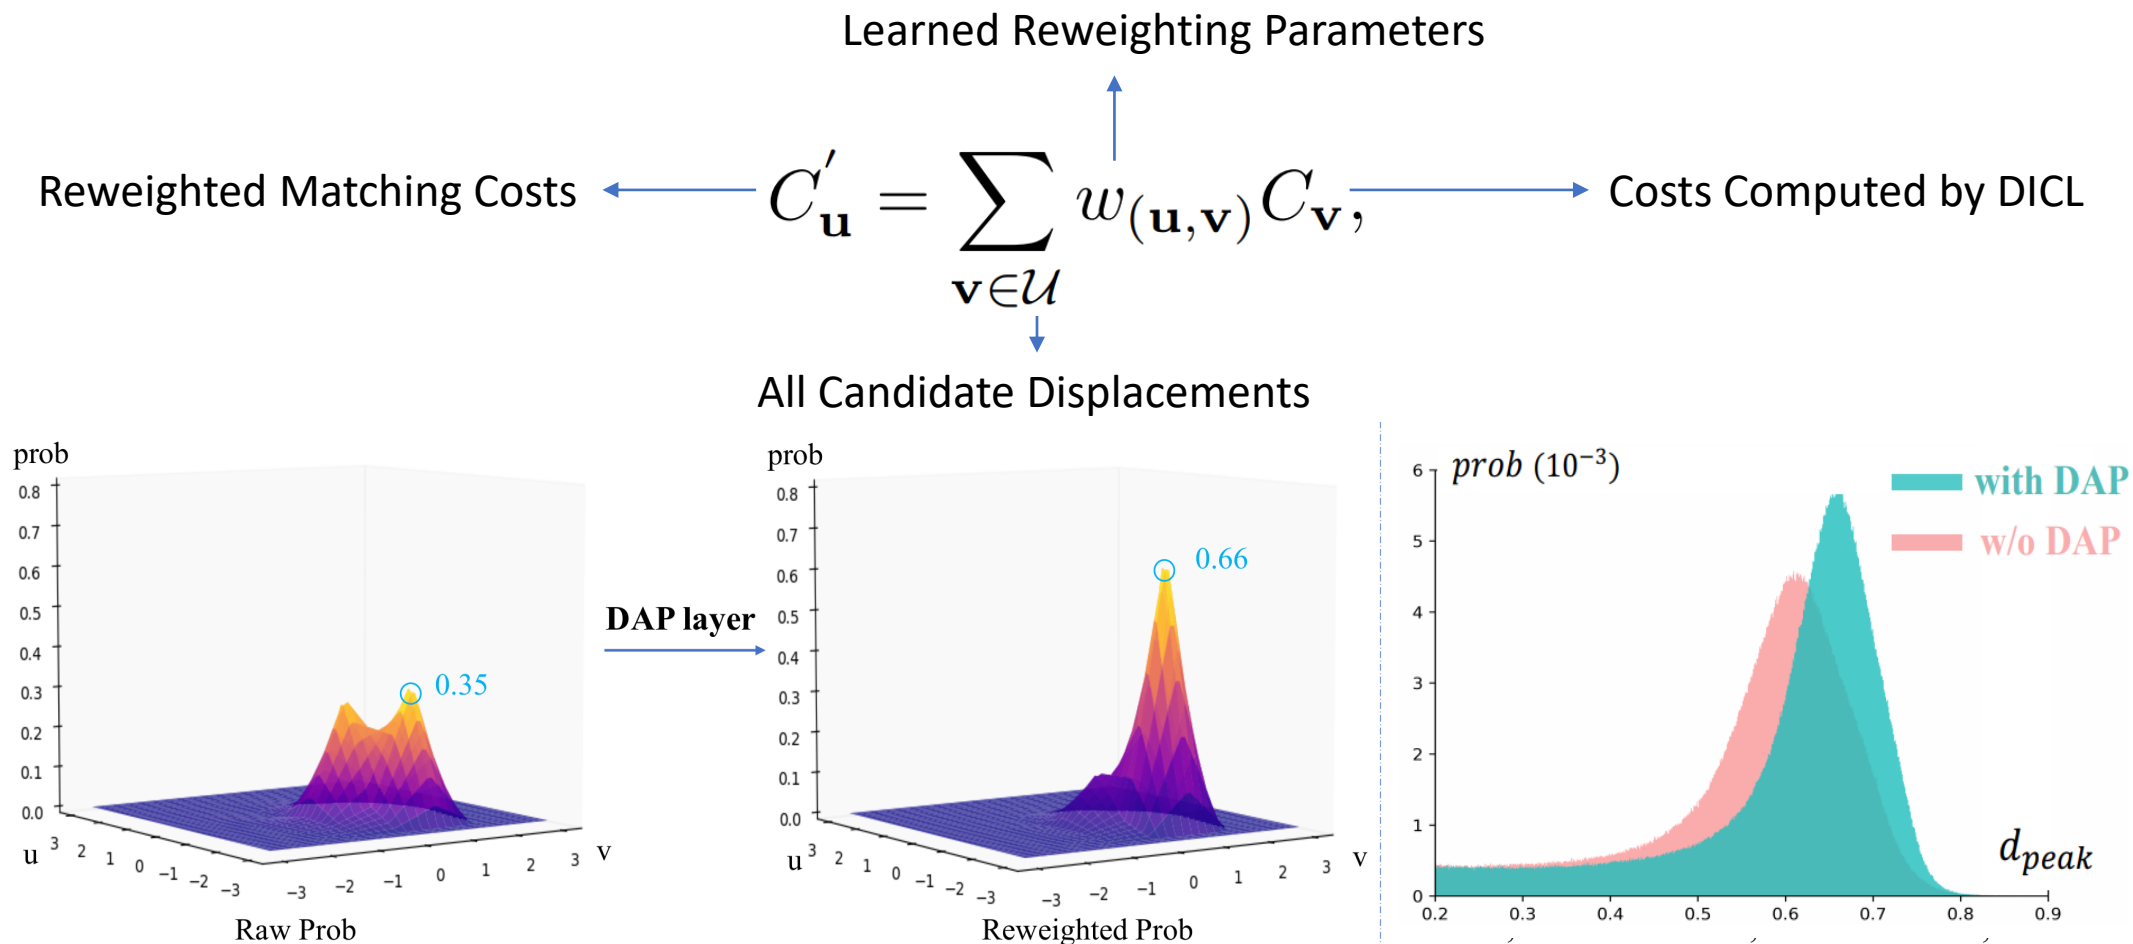 Learned Reweighting Parameters
Reweighted Matching Costs
C'_u = ∑_{v∈𝒰} w_(u,v) C_v,
Costs Computed by DICL
All Candidate Displacements
prob
0.8
0.7
0.6
0.5
0.4
0.3
0.2
0.1
0.0
0.35
u
3 2 1 0 −1 −2 −3
−3 −2 −1 0 1 2 3
v
Raw Prob
DAP layer
prob
0.8
0.7
0.6
0.5
0.4
0.3
0.2
0.1
0.0
0.66
u
3 2 1 0 −1 −2 −3
−3 −2 −1 0 1 2 3
v
Reweighted Prob
prob (10⁻³)
with DAP
w/o DAP
6
5
4
3
2
1
0
d_peak
0.2 0.3 0.4 0.5 0.6 0.7 0.8 0.9